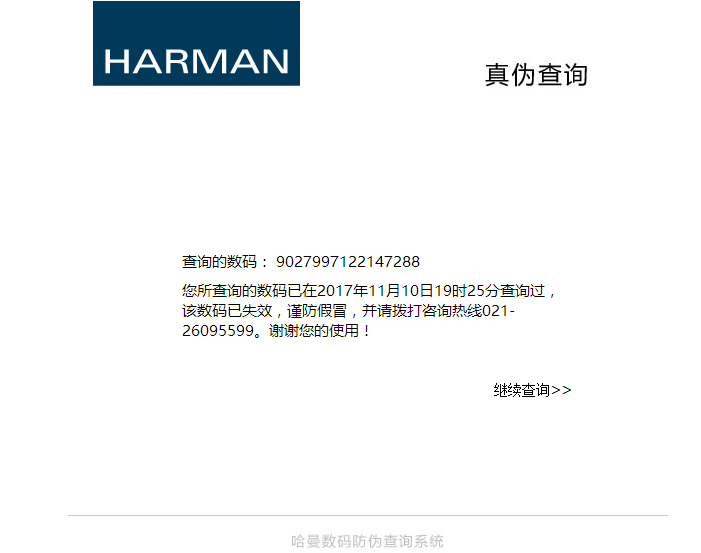 HARMAN
真伪查询
查询的数码： 9027997122147288
您所查询的数码已在2017年11月10日19时25分查询过，
该数码已失效，谨防假冒，并请拨打咨询热线021-
26095599。谢谢您的使用！
继续查询>>
哈曼数码防伪查询系统